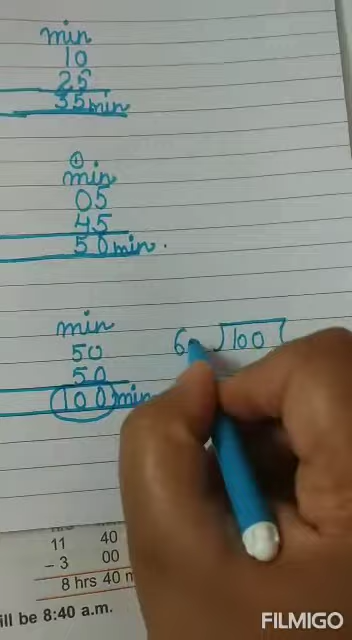 min
10
25
35 min
+
min
05
45
50 min.
min
50
50
100 min
6 100
11 40
- 3 00
8 hrs 40 m
ill be 8:40 a.m.
FILMIGO